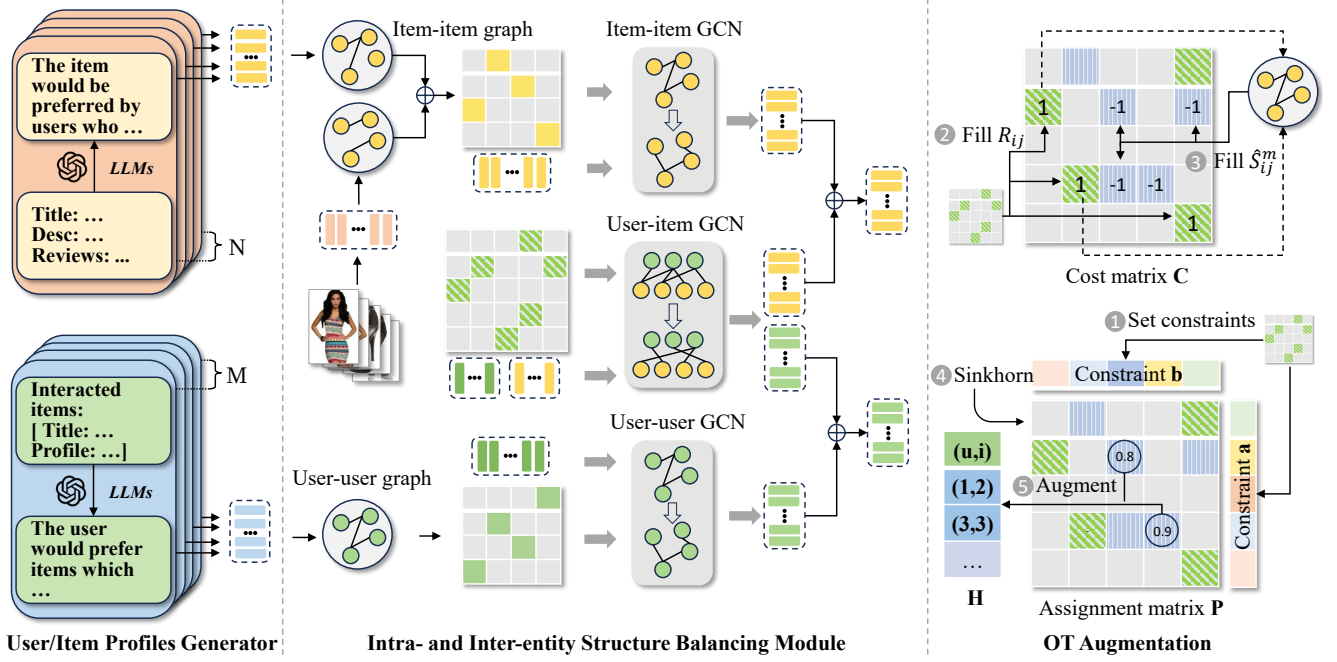 The item
would be
preferred by
users who …
LLMs
Title: …
Desc: …
Reviews: ...
N
Interacted
items:
[ Title: …
Profile: …]
M
LLMs
The user
would prefer
items which
…
User/Item Profiles Generator
Item-item graph
Item-item GCN
User-item GCN
User-user graph
User-user GCN
Intra- and Inter-entity Structure Balancing Module
1
-1
-1
2 Fill R_{ij}
3 Fill Ŝ_{ij}^{m}
1
-1
-1
1
Cost matrix C
1 Set constraints
4 Sinkhorn
Constraint b
Constraint a
(u,i)
(1,2)
(3,3)
…
H
0.8
5 Augment
0.9
Assignment matrix P
OT Augmentation